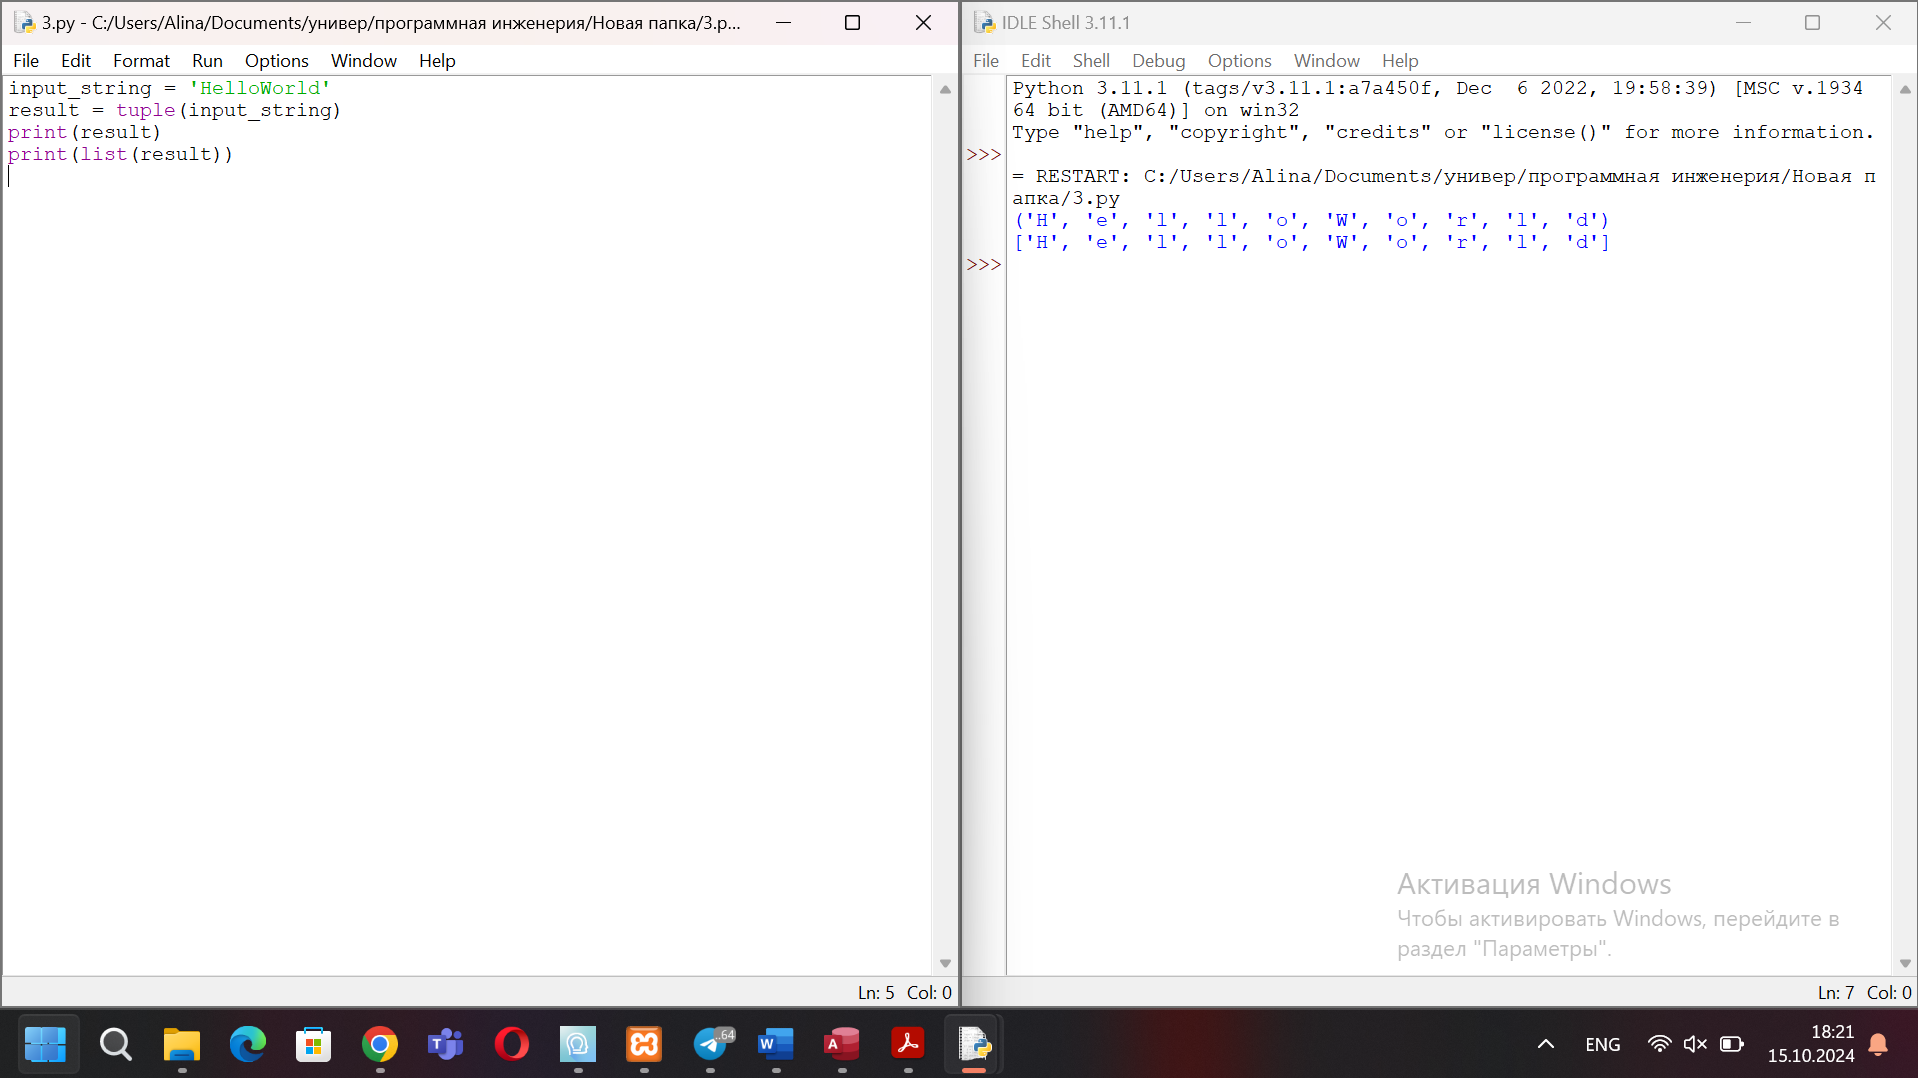 3.py - C:/Users/Alina/Documents/универ/программная инженерия/Новая папка/3.p...
File Edit Format Run Options Window Help
input_string = 'HelloWorld'
result = tuple(input_string)
print(result)
print(list(result))
Ln: 5 Col: 0
IDLE Shell 3.11.1
File Edit Shell Debug Options Window Help
Python 3.11.1 (tags/v3.11.1:a7a450f, Dec  6 2022, 19:58:39) [MSC v.1934
64 bit (AMD64)] on win32
Type "help", "copyright", "credits" or "license()" for more information.
>>>
= RESTART: C:/Users/Alina/Documents/универ/программная инженерия/Новая п
апка/3.py
('H', 'e', 'l', 'l', 'o', 'W', 'o', 'r', 'l', 'd')
['H', 'e', 'l', 'l', 'o', 'W', 'o', 'r', 'l', 'd']
>>>
Активация Windows
Чтобы активировать Windows, перейдите в
раздел "Параметры".
Ln: 7 Col: 0
..64
ENG
18:21
15.10.2024